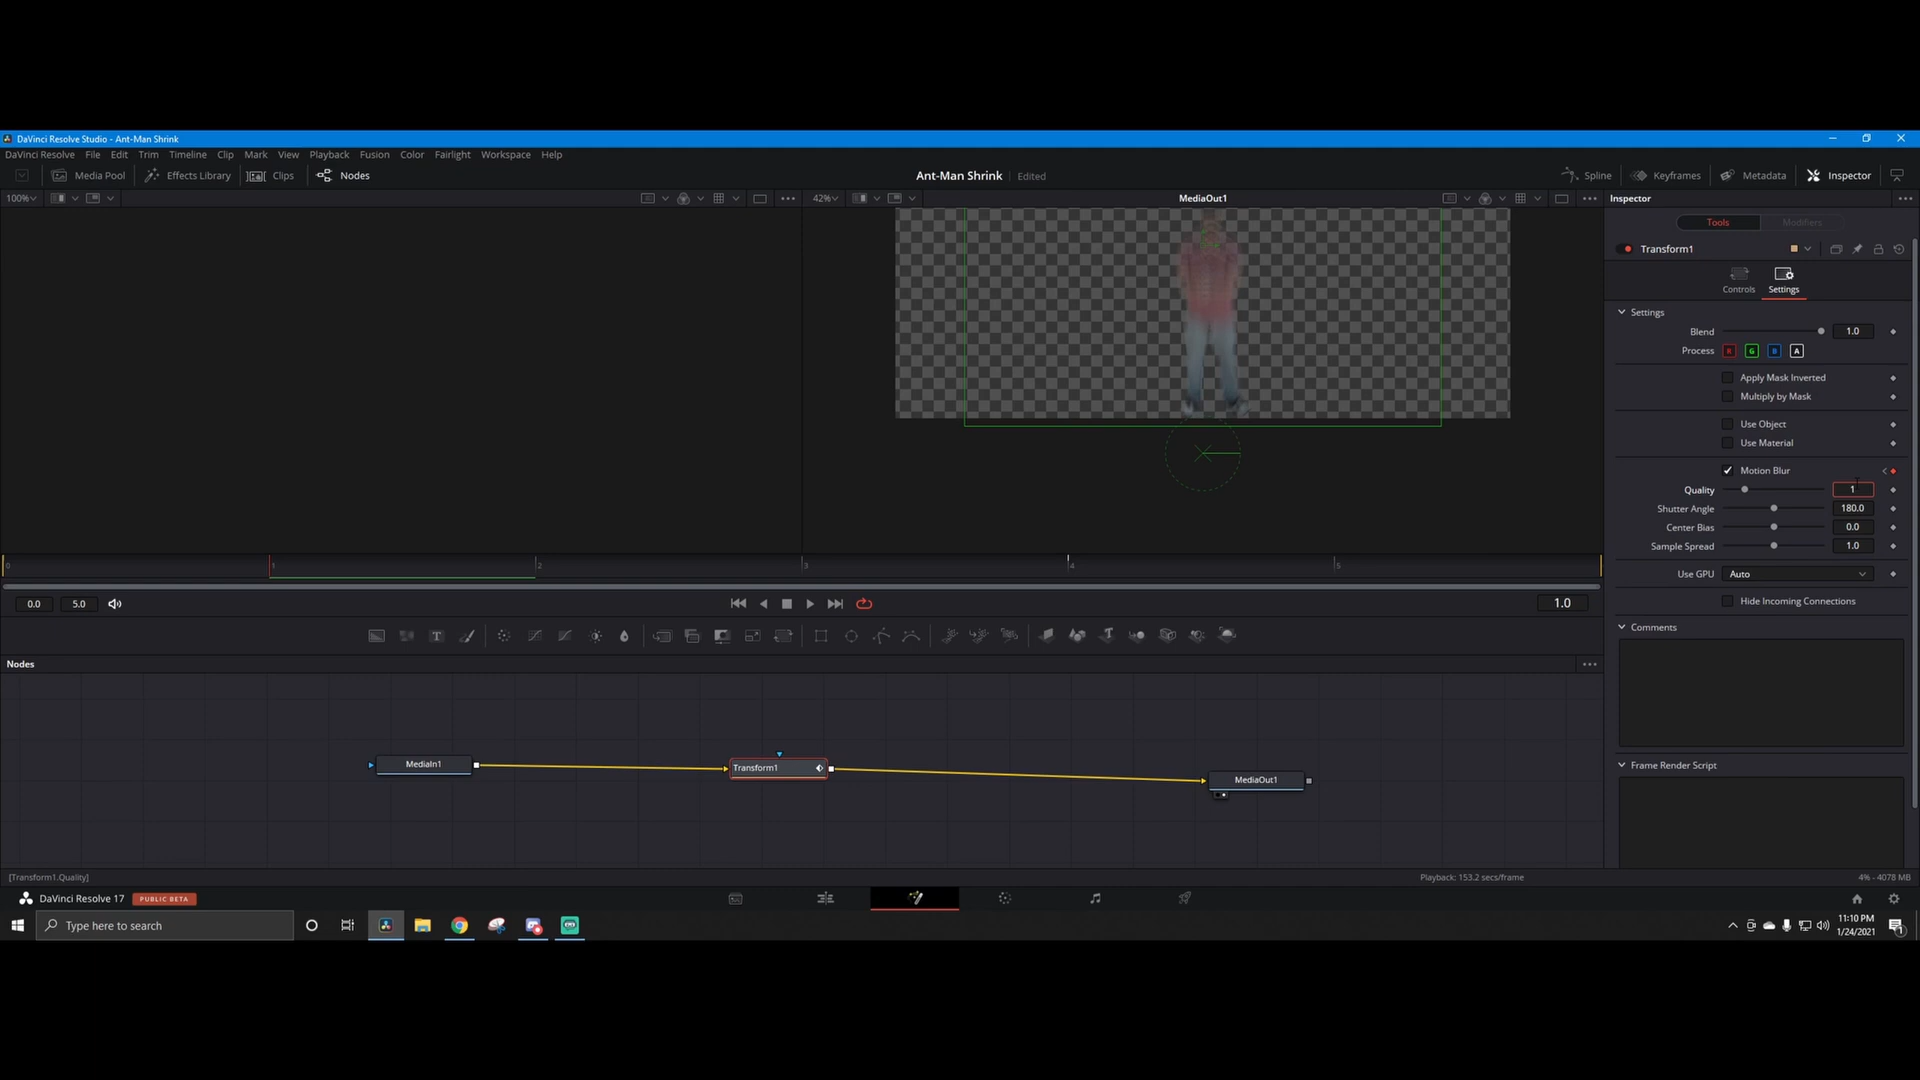 DaVinci Resolve Studio - Ant-Man Shrink
DaVinci Resolve File Edit Trim Timeline Clip Mark View Playback Fusion Color Fairlight Workspace Help
Media Pool Effects Library Clips Nodes Ant-Man Shrink Edited Spline Keyframes Metadata Inspector
100% 42% MediaOut1 Inspector
Tools Modifiers
Transform1
Controls Settings
Settings
Blend 1.0
Process R G B A
Apply Mask Inverted
Multiply by Mask
Use Object
Use Material
Motion Blur
Quality 1
Shutter Angle 180.0
Center Bias 0.0
Sample Spread 1.0
Use GPU Auto
Hide Incoming Connections
Comments
Frame Render Script
0 1 2 3 4 5
0.0 5.0 1.0
T
Nodes
MediaIn1 Transform1 MediaOut1
[Transform1.Quality] Playback: 153.2 secs/frame 4% - 4078 MB
DaVinci Resolve 17 PUBLIC BETA
Type here to search
11:10 PM
1/24/2021